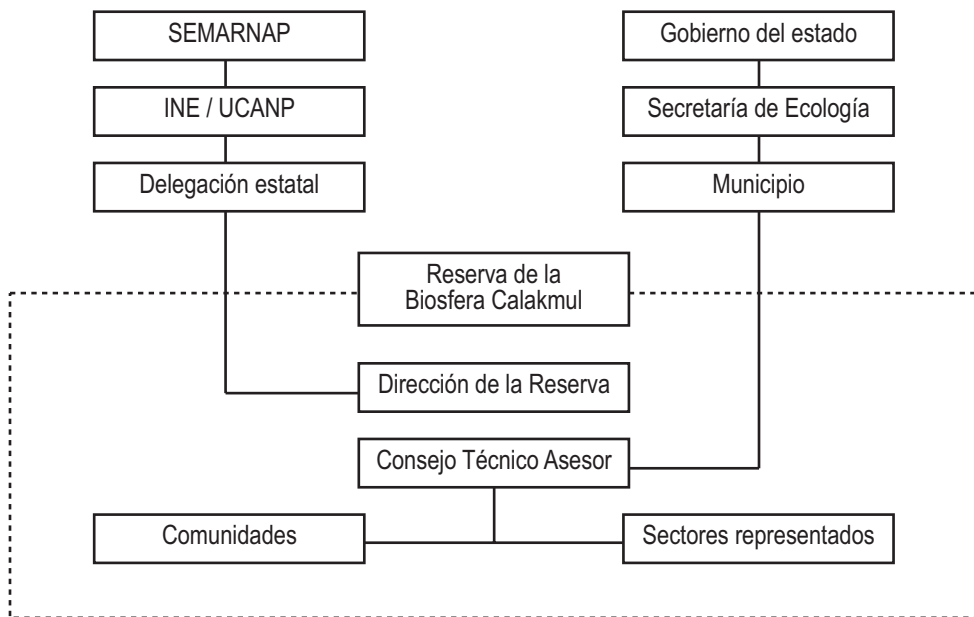 SEMARNAP
Gobierno del estado
INE / UCANP
Secretaría de Ecología
Delegación estatal
Municipio
Reserva de la
Biosfera Calakmul
Dirección de la Reserva
Consejo Técnico Asesor
Comunidades
Sectores representados